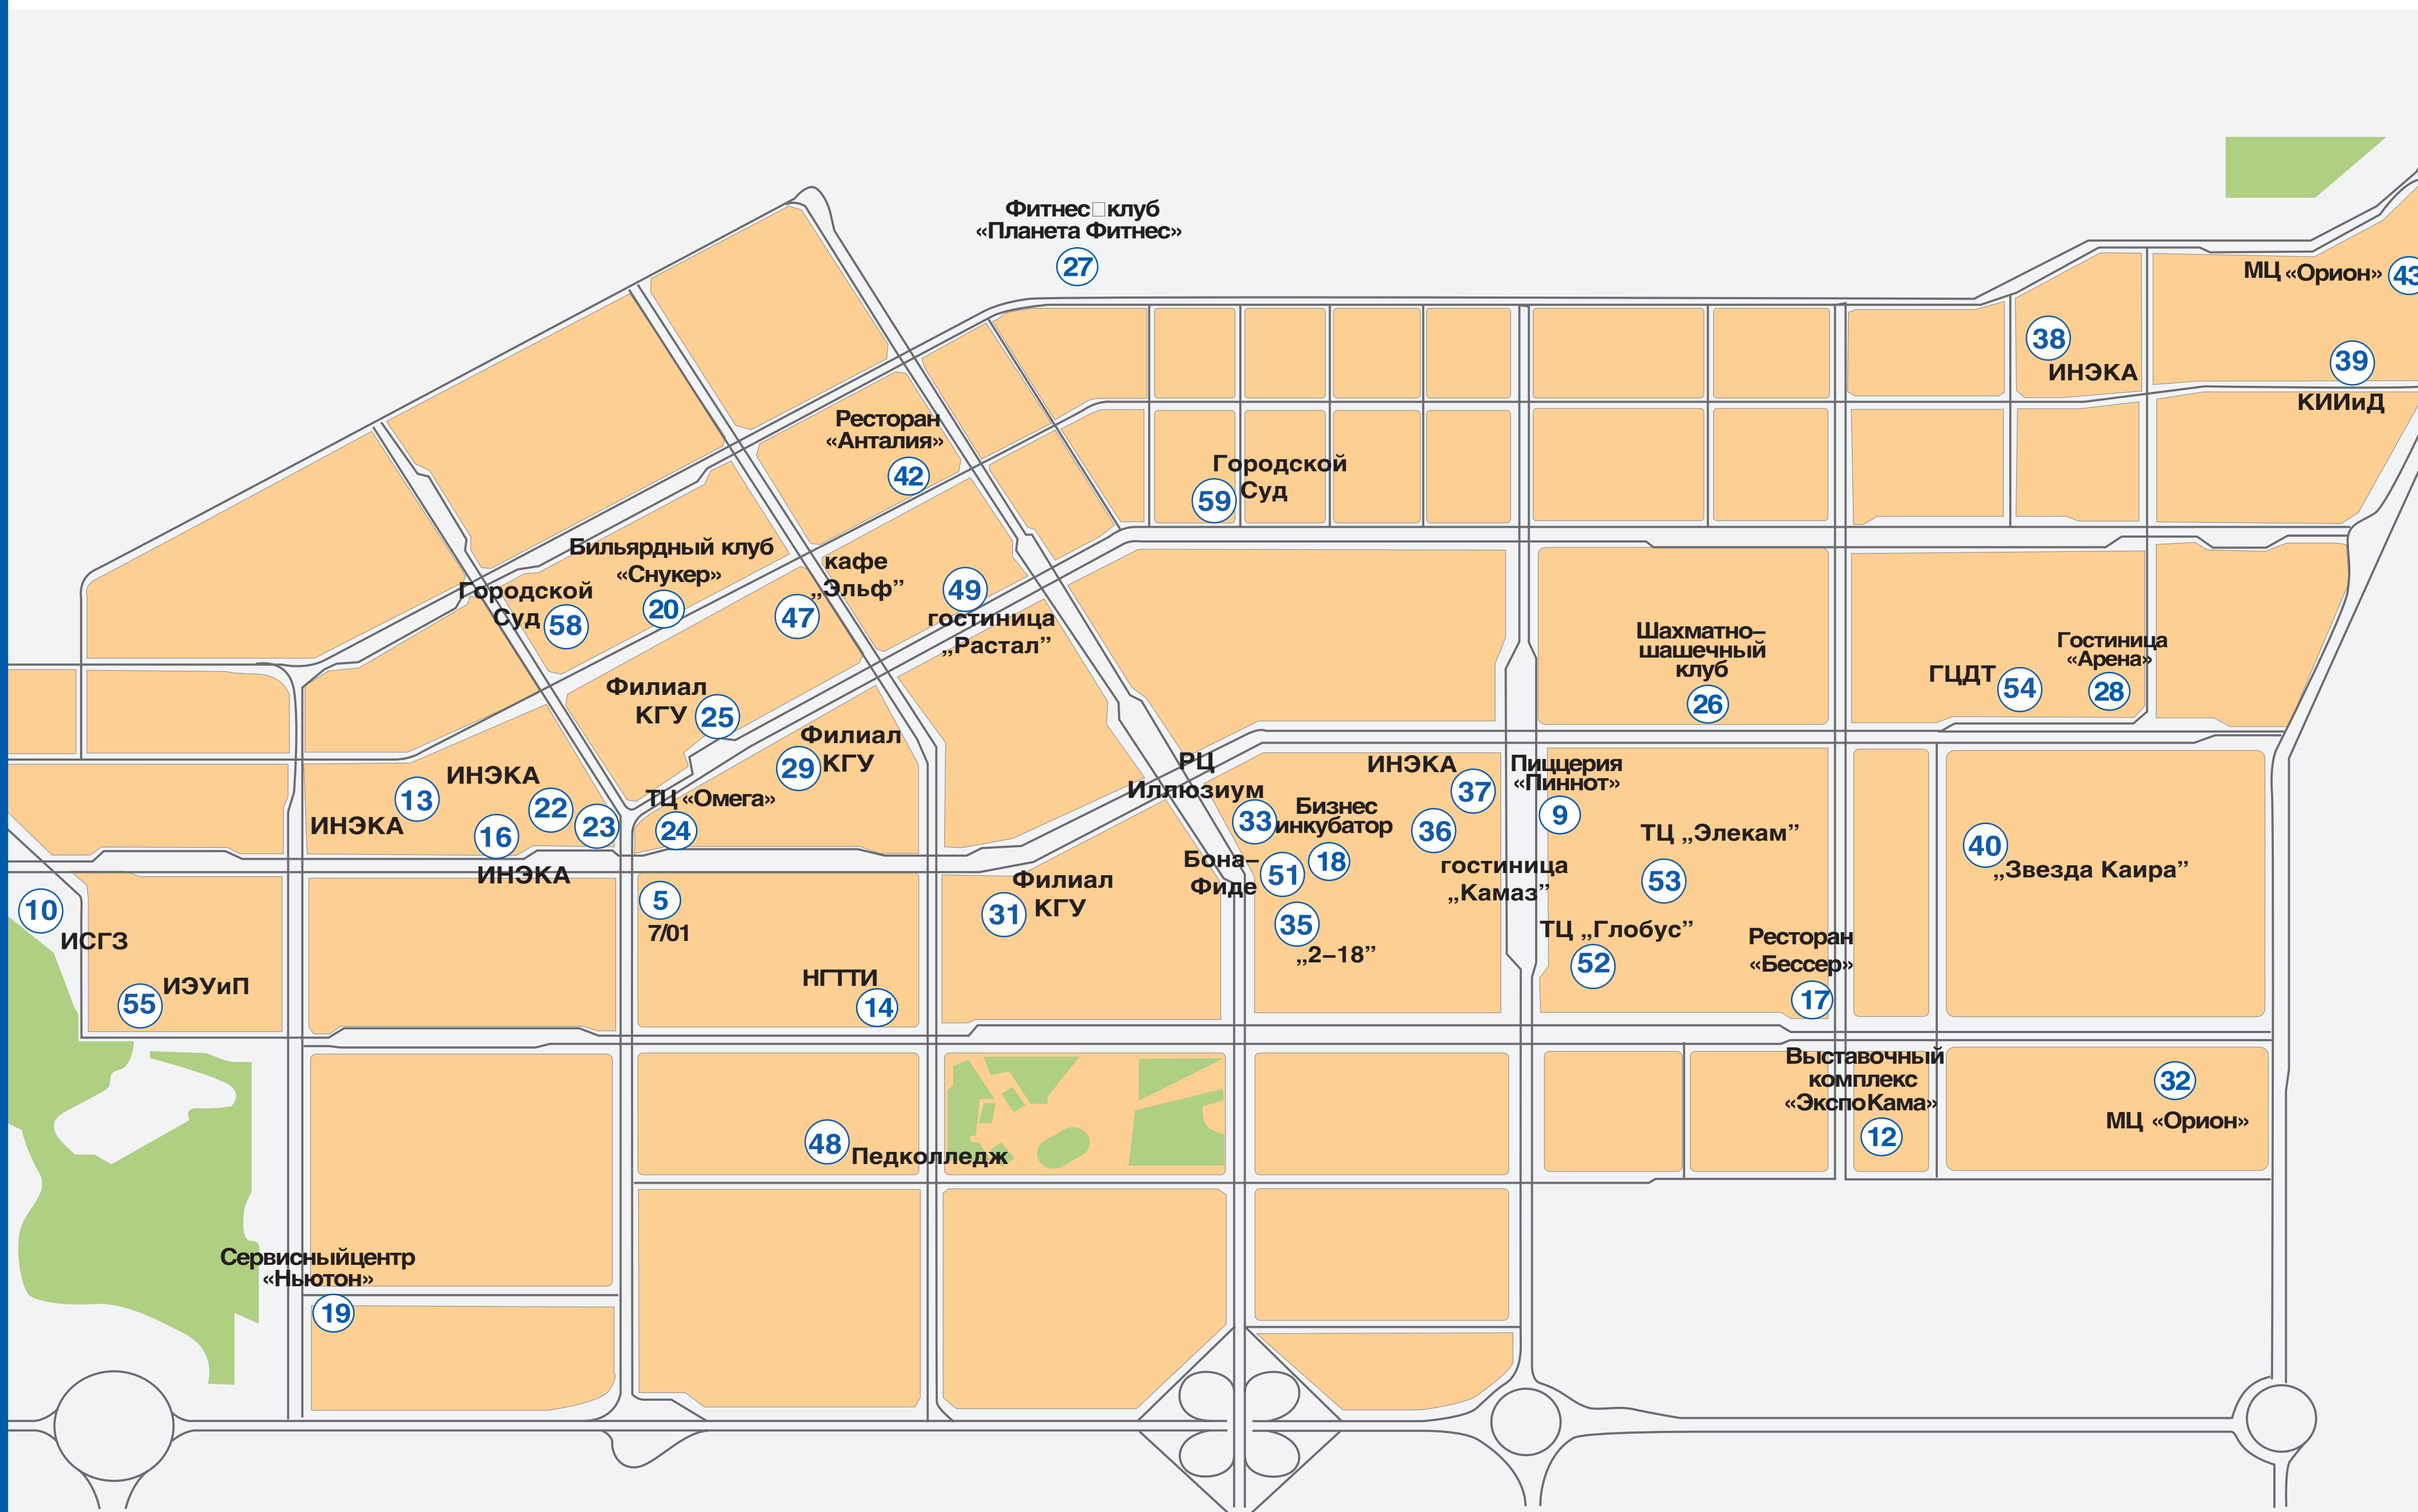 Фитнес клуб
«Планета Фитнес»
27
МЦ «Орион»
43
38
ИНЭКА
39
КИИиД
Ресторан
«Анталия»
42
Городской
Суд
59
Бильярдный клуб
«Снукер»
20
Городской
Суд
58
кафе
„Эльф”
47
49
гостиница
„Растал”
Шахматно–
шашечный
клуб
26
ГЦДТ
54
Гостиница
«Арена»
28
Филиал
КГУ
25
Филиал
КГУ
29
ИНЭКА
13
ИНЭКА
22
23
16
ИНЭКА
ТЦ «Омега»
24
РЦ
Иллюзиум
33
Бизнес
инкубатор
18
ИНЭКА
37
36
гостиница
„Камаз”
Пиццерия
«Пиннот»
9
ТЦ „Элекам”
53
40
„Звезда Каира”
Бона–
Фиде
51
35
„2–18”
ТЦ „Глобус”
52
Ресторан
«Бессер»
17
10
ИСГЗ
55
ИЭУиП
5
7/01
НГТТИ
14
Филиал
КГУ
31
Выставочный
комплекс
«ЭкспоКама»
12
32
МЦ «Орион»
48
Педколледж
Сервисныйцентр
«Ньютон»
19